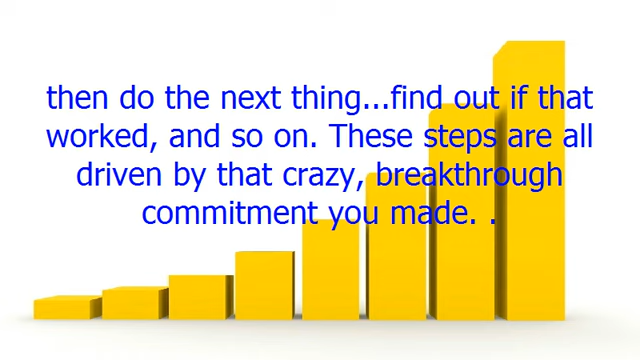 then do the next thing...find out if that
worked, and so on. These steps are all
driven by that crazy, breakthrough
commitment you made. .